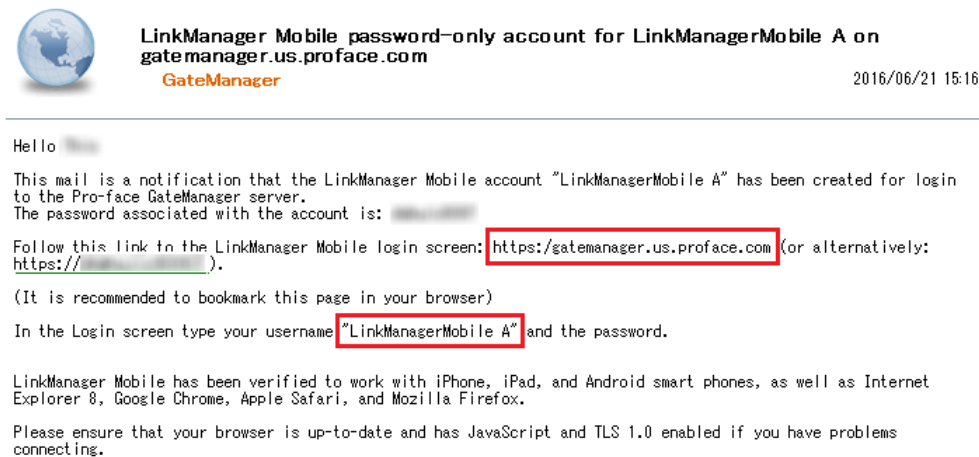 LinkManager Mobile password-only account for LinkManagerMobile A on
gatemanager.us.proface.com
GateManager
2016/06/21 15:16
Hello
This mail is a notification that the LinkManager Mobile account "LinkManagerMobile A" has been created for login
to the Pro-face GateManager server.
The password associated with the account is:
Follow this link to the LinkManager Mobile login screen: https:/gatemanager.us.proface.com (or alternatively:
https:// ).
(It is recommended to bookmark this page in your browser)
In the Login screen type your username "LinkManagerMobile A" and the password.
LinkManager Mobile has been verified to work with iPhone, iPad, and Android smart phones, as well as Internet
Explorer 8, Google Chrome, Apple Safari, and Mozilla Firefox.
Please ensure that your browser is up-to-date and has JavaScript and TLS 1.0 enabled if you have problems
connecting.